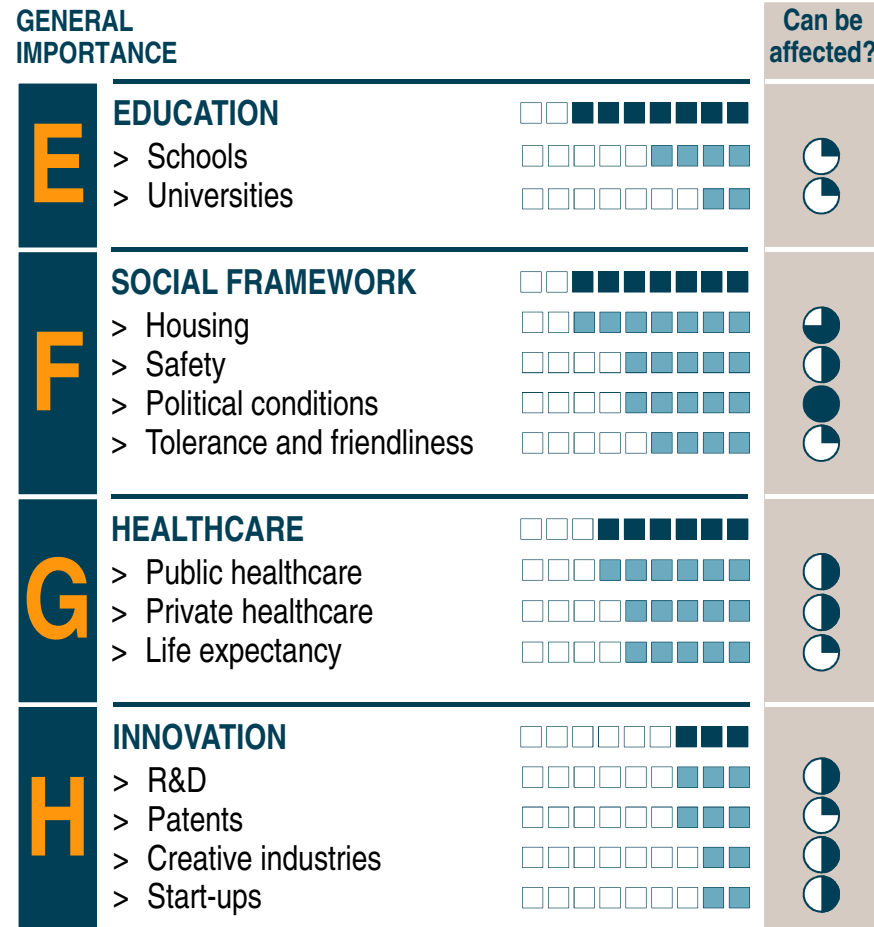 GENERAL
IMPORTANCE
Can be
affected?
E
EDUCATION
> Schools
> Universities
F
SOCIAL FRAMEWORK
> Housing
> Safety
> Political conditions
> Tolerance and friendliness
G
HEALTHCARE
> Public healthcare
> Private healthcare
> Life expectancy
H
INNOVATION
> R&D
> Patents
> Creative industries
> Start-ups